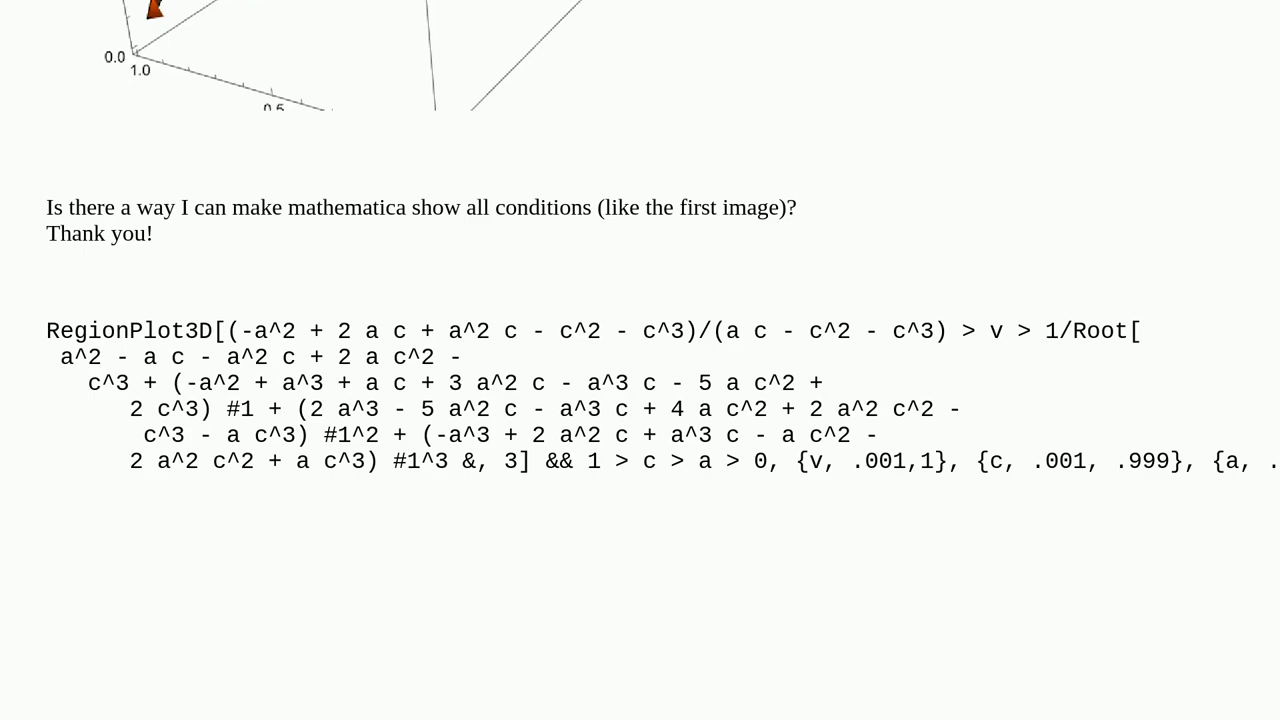 0.0
1.0
0.5
Is there a way I can make mathematica show all conditions (like the first image)?
Thank you!
RegionPlot3D[(-a^2 + 2 a c + a^2 c - c^2 - c^3)/(a c - c^2 - c^3) > v > 1/Root[
a^2 - a c - a^2 c + 2 a c^2 -
c^3 + (-a^2 + a^3 + a c + 3 a^2 c - a^3 c - 5 a c^2 +
2 c^3) #1 + (2 a^3 - 5 a^2 c - a^3 c + 4 a c^2 + 2 a^2 c^2 -
c^3 - a c^3) #1^2 + (-a^3 + 2 a^2 c + a^3 c - a c^2 -
2 a^2 c^2 + a c^3) #1^3 &, 3] && 1 > c > a > 0, {v, .001,1}, {c, .001, .999}, {a, .